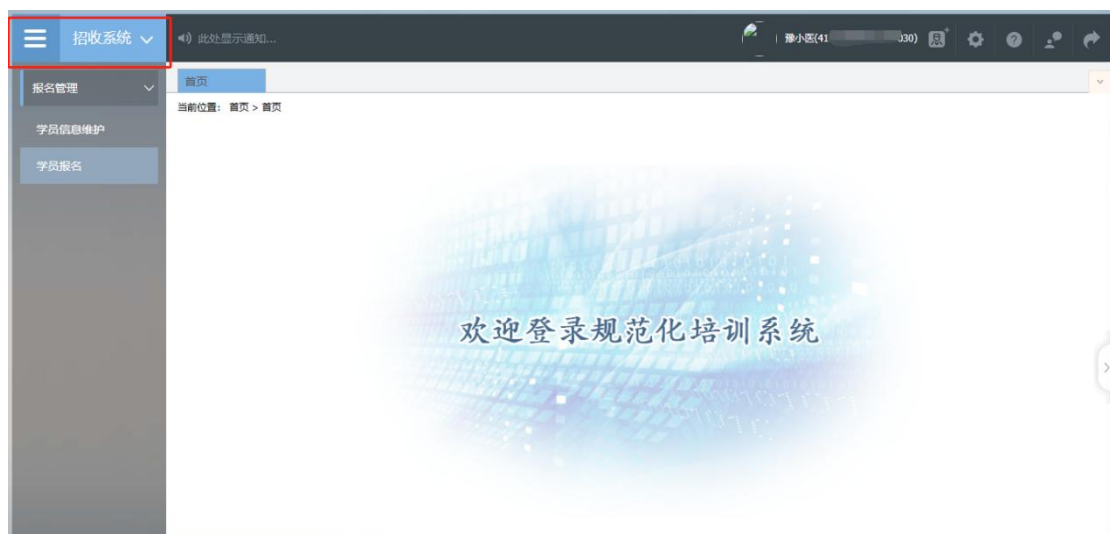 招收系统
此处显示通知...
豫小医(41 030)
报名管理
首页
当前位置: 首页 > 首页
学员信息维护
学员报名
欢迎登录规范化培训系统